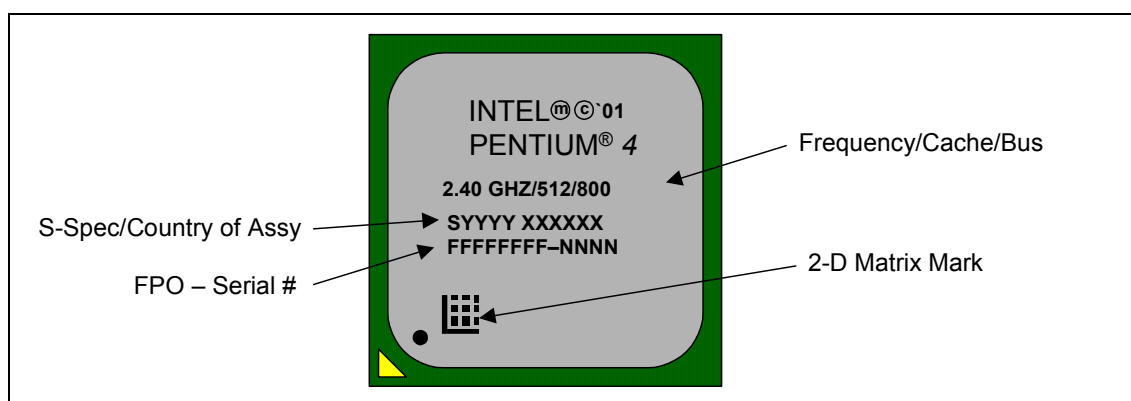 INTELⓜ©`01
PENTIUM® 4
Frequency/Cache/Bus
2.40 GHZ/512/800
S-Spec/Country of Assy
SYYYY XXXXXX
FFFFFFFF–NNNN
FPO – Serial #
2-D Matrix Mark